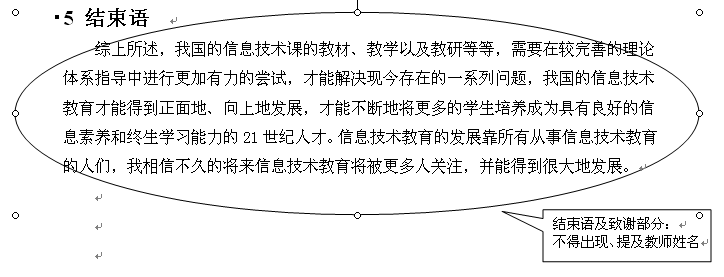 5 结束语
综上所述，我国的信息技术课的教材、教学以及教研等等，需要在较完善的理论
体系指导中进行更加有力的尝试，才能解决现今存在的一系列问题，我国的信息技术
教育才能得到正面地、向上地发展，才能不断地将更多的学生培养成为具有良好的信
息素养和终生学习能力的 21 世纪人才。信息技术教育的发展靠所有从事信息技术教育
的人们，我相信不久的将来信息技术教育将被更多人关注，并能得到很大地发展。
结束语及致谢部分：
不得出现、提及教师姓名